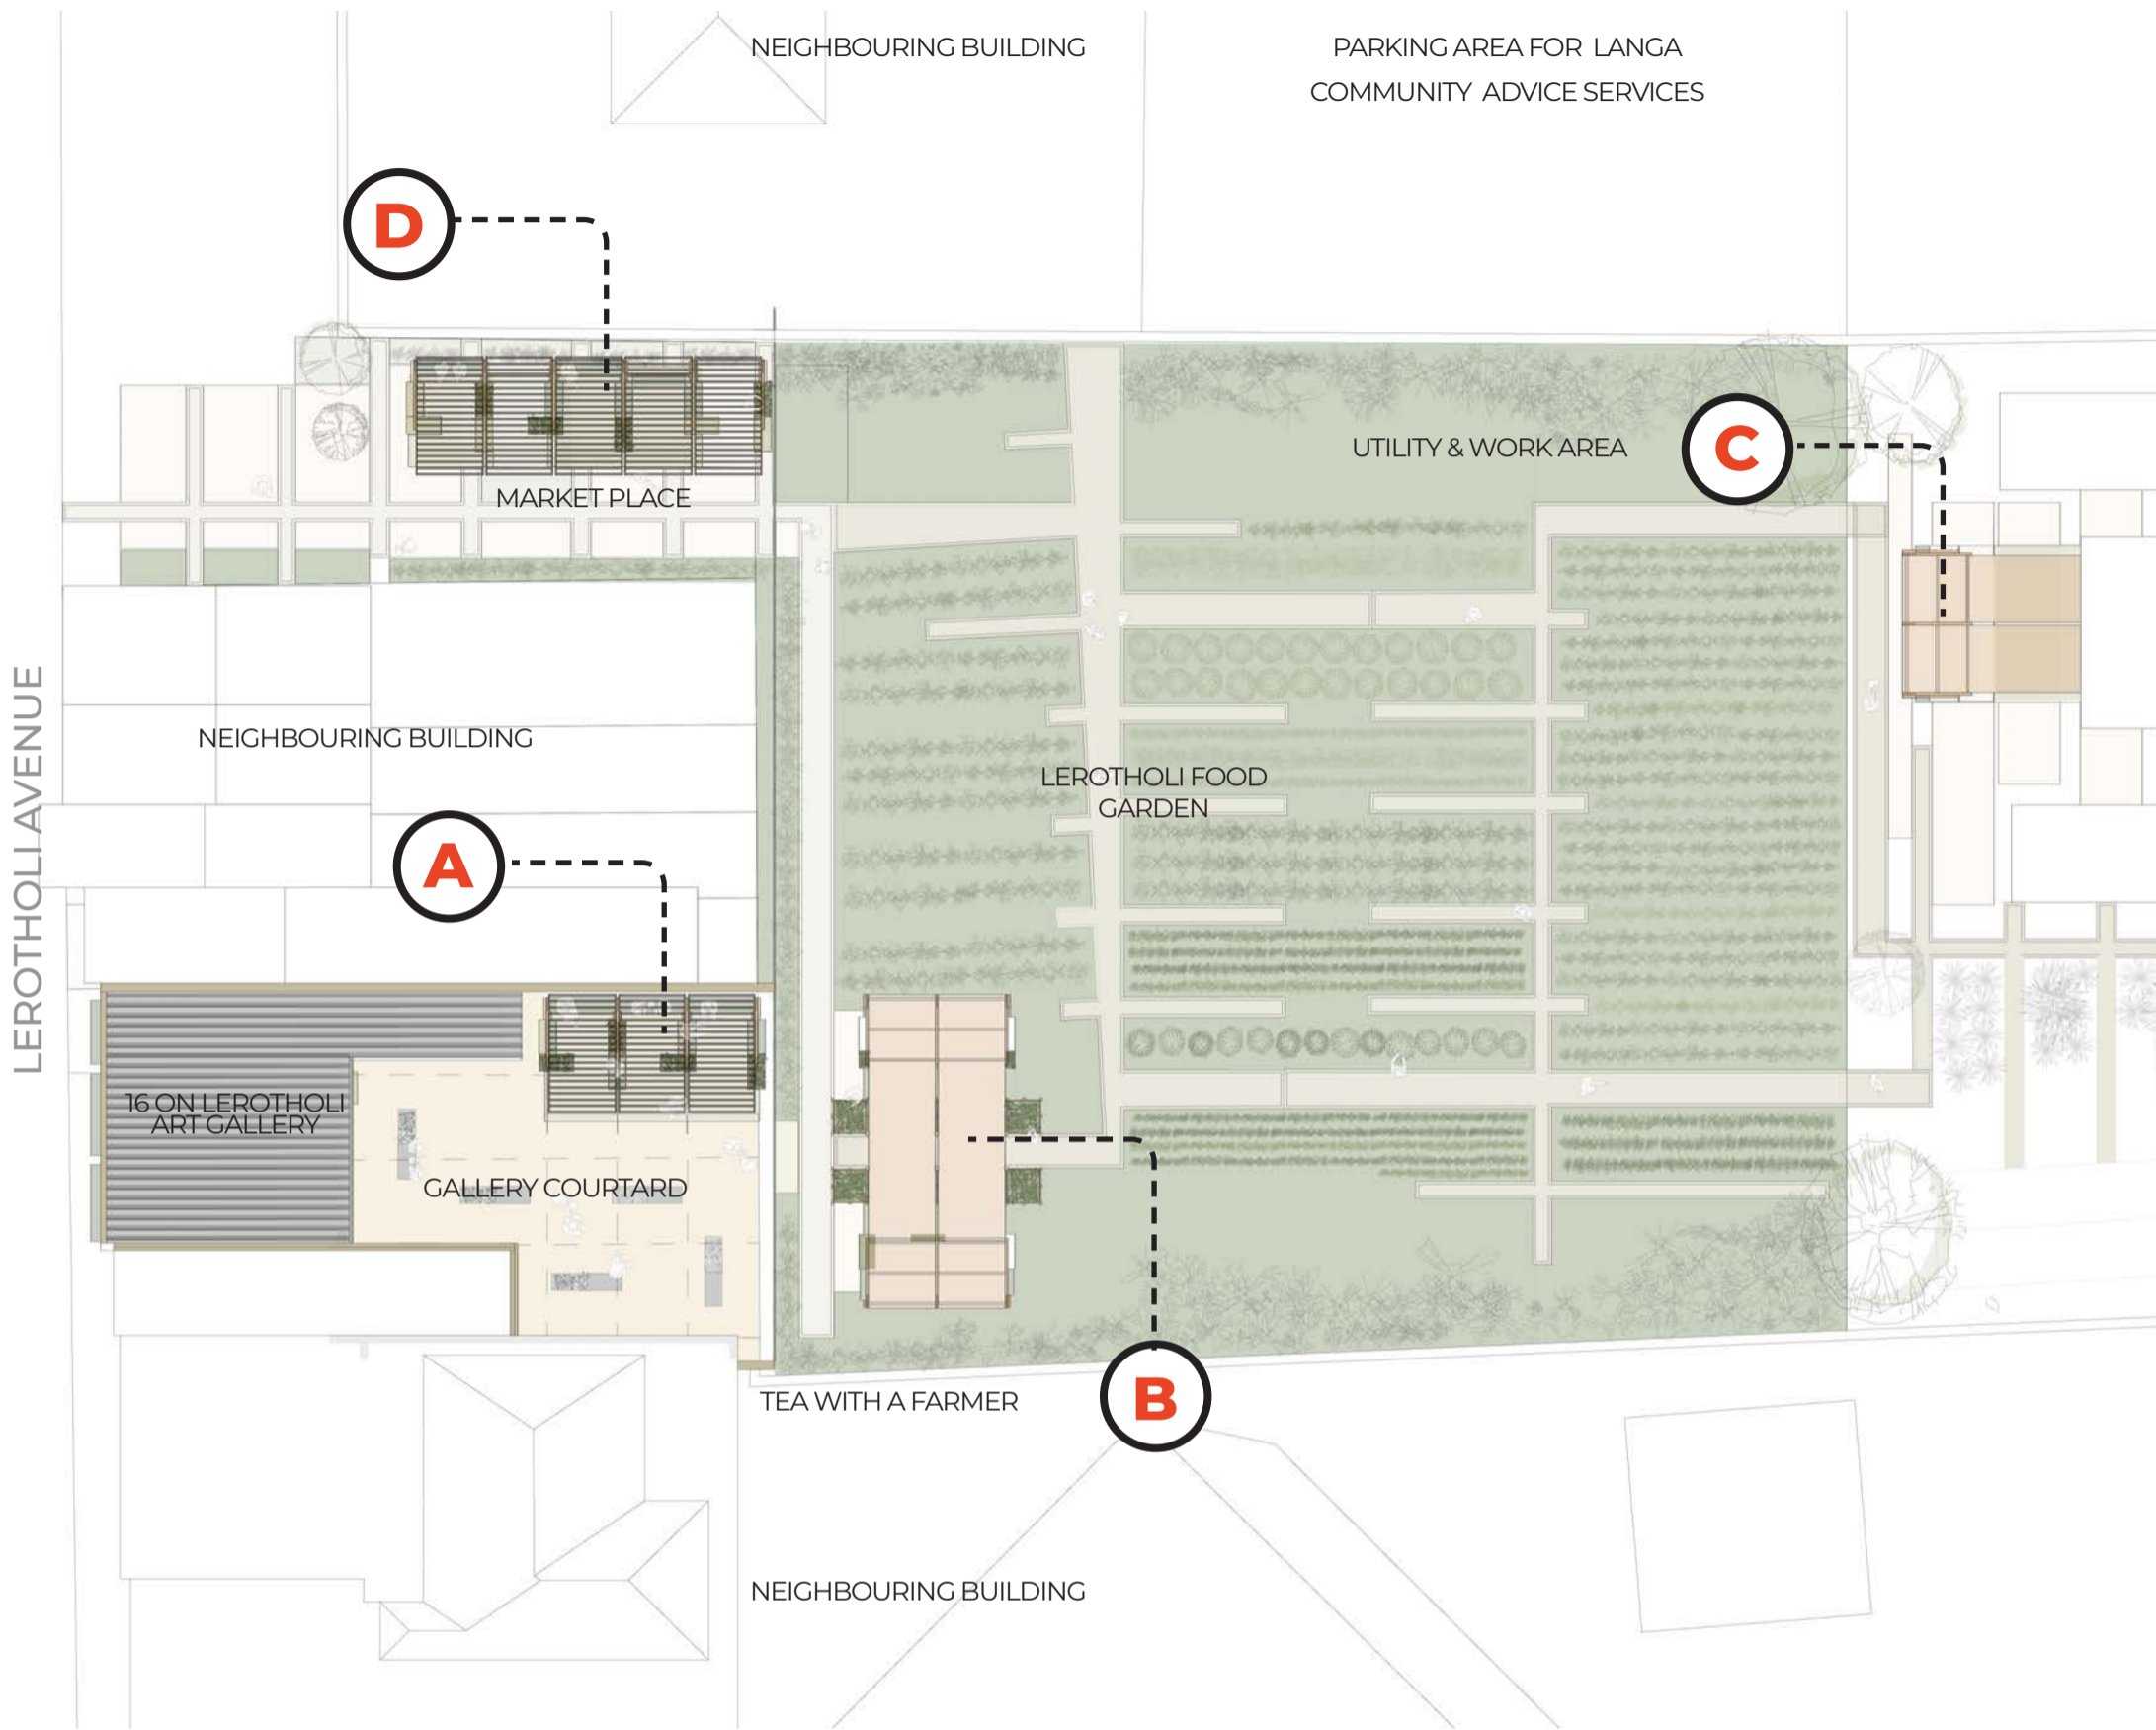 NEIGHBOURING BUILDING
PARKING AREA FOR LANGA
COMMUNITY ADVICE SERVICES
D
UTILITY & WORK AREA
C
MARKET PLACE
LEROTHOLI AVENUE
NEIGHBOURING BUILDING
LEROTHOLI FOOD
GARDEN
A
16 ON LEROTHOLI
ART GALLERY
GALLERY COURTARD
TEA WITH A FARMER
B
NEIGHBOURING BUILDING